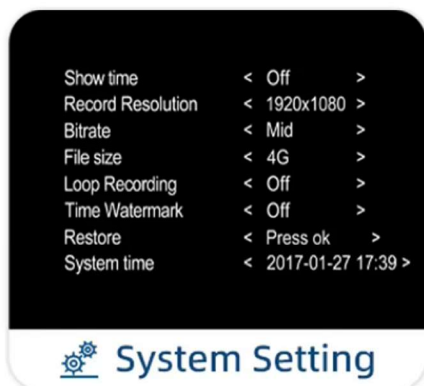 Show time < Off >
Record Resolution < 1920x1080 >
Bitrate < Mid >
File size < 4G >
Loop Recording < Off >
Time Watermark < Off >
Restore < Press ok >
System time < 2017-01-27 17:39 >
System Setting